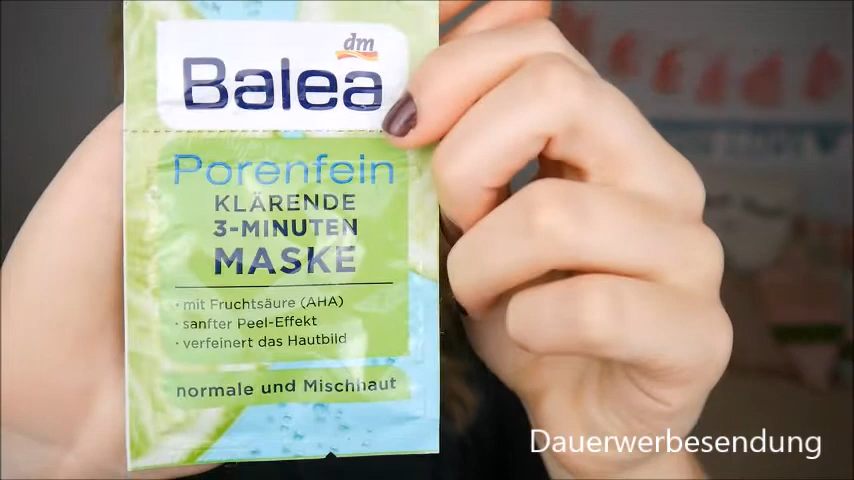 dm
Balea
Porenfein
KLÄRENDE
3-MINUTEN
MASKE
• mit Fruchtsäure (AHA)
• sanfter Peel-Effekt
• verfeinert das Hautbild
normale und Mischhaut
Dauerwerbesendung